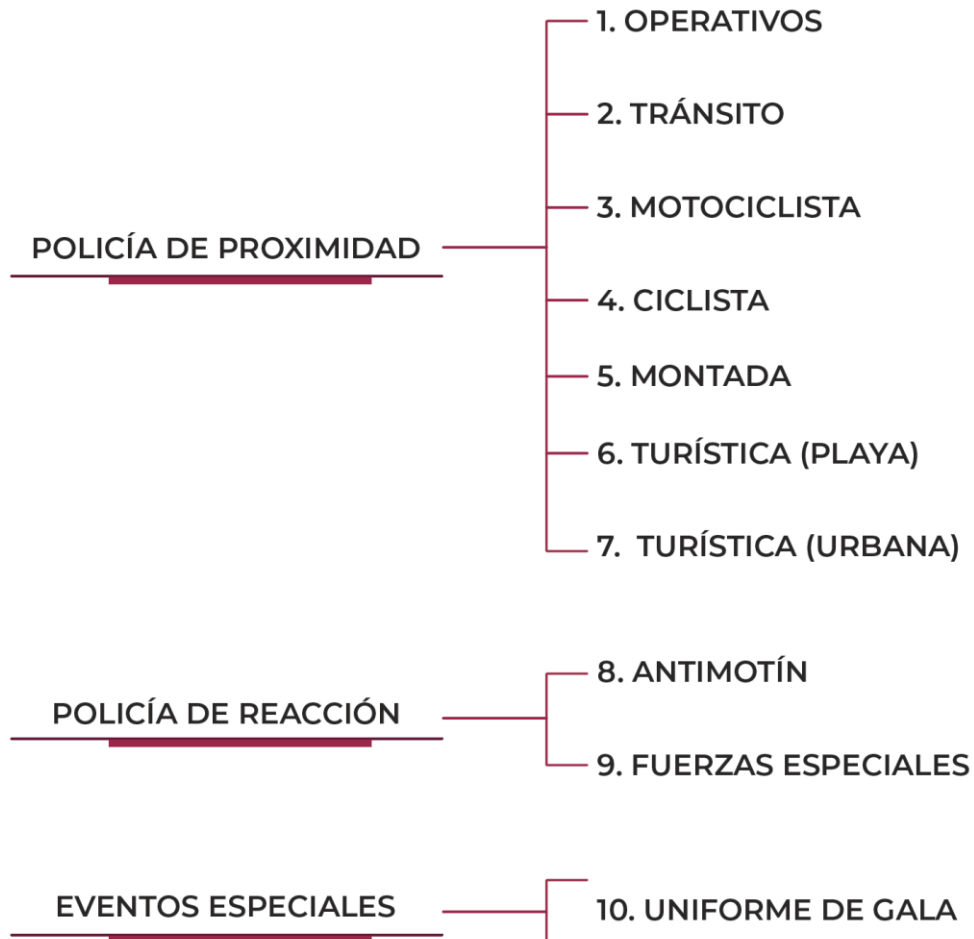 1. OPERATIVOS
2. TRÁNSITO
3. MOTOCICLISTA
POLICÍA DE PROXIMIDAD
4. CICLISTA
5. MONTADA
6. TURÍSTICA (PLAYA)
7. TURÍSTICA (URBANA)
8. ANTIMOTÍN
POLICÍA DE REACCIÓN
9. FUERZAS ESPECIALES
EVENTOS ESPECIALES
10. UNIFORME DE GALA